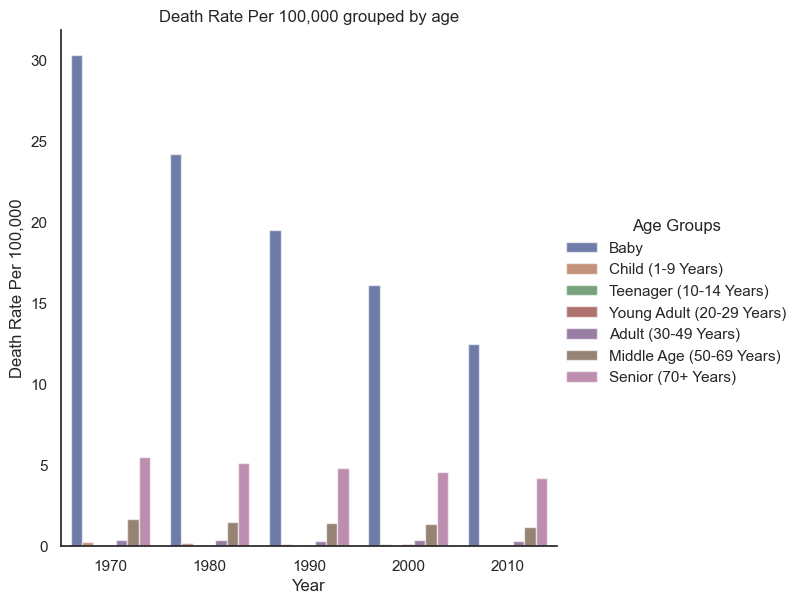 Death Rate Per 100,000 grouped by age
30
25
20
15
10
5
0
Death Rate Per 100,000
1970
1980
1990
2000
2010
Year
Age Groups
Baby
Child (1-9 Years)
Teenager (10-14 Years)
Young Adult (20-29 Years)
Adult (30-49 Years)
Middle Age (50-69 Years)
Senior (70+ Years)